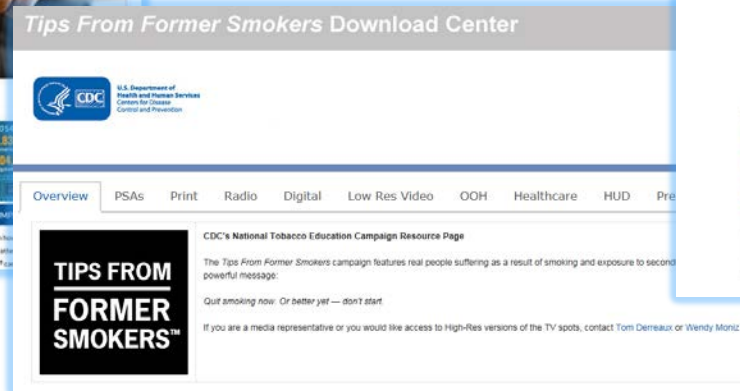 Tips From Former Smokers Download Center
CDC
U.S. Department of
Health and Human Services
Centers for Disease
Control and Prevention
Overview PSAs Print Radio Digital Low Res Video OOH Healthcare HUD Pre
TIPS FROM
FORMER
SMOKERS™
CDC's National Tobacco Education Campaign Resource Page
The Tips From Former Smokers campaign features real people suffering as a result of smoking and exposure to second
powerful message:
Quit smoking now. Or better yet — don't start.
If you are a media representative or you would like access to High-Res versions of the TV spots, contact Tom Derreaux or Wendy Moniz